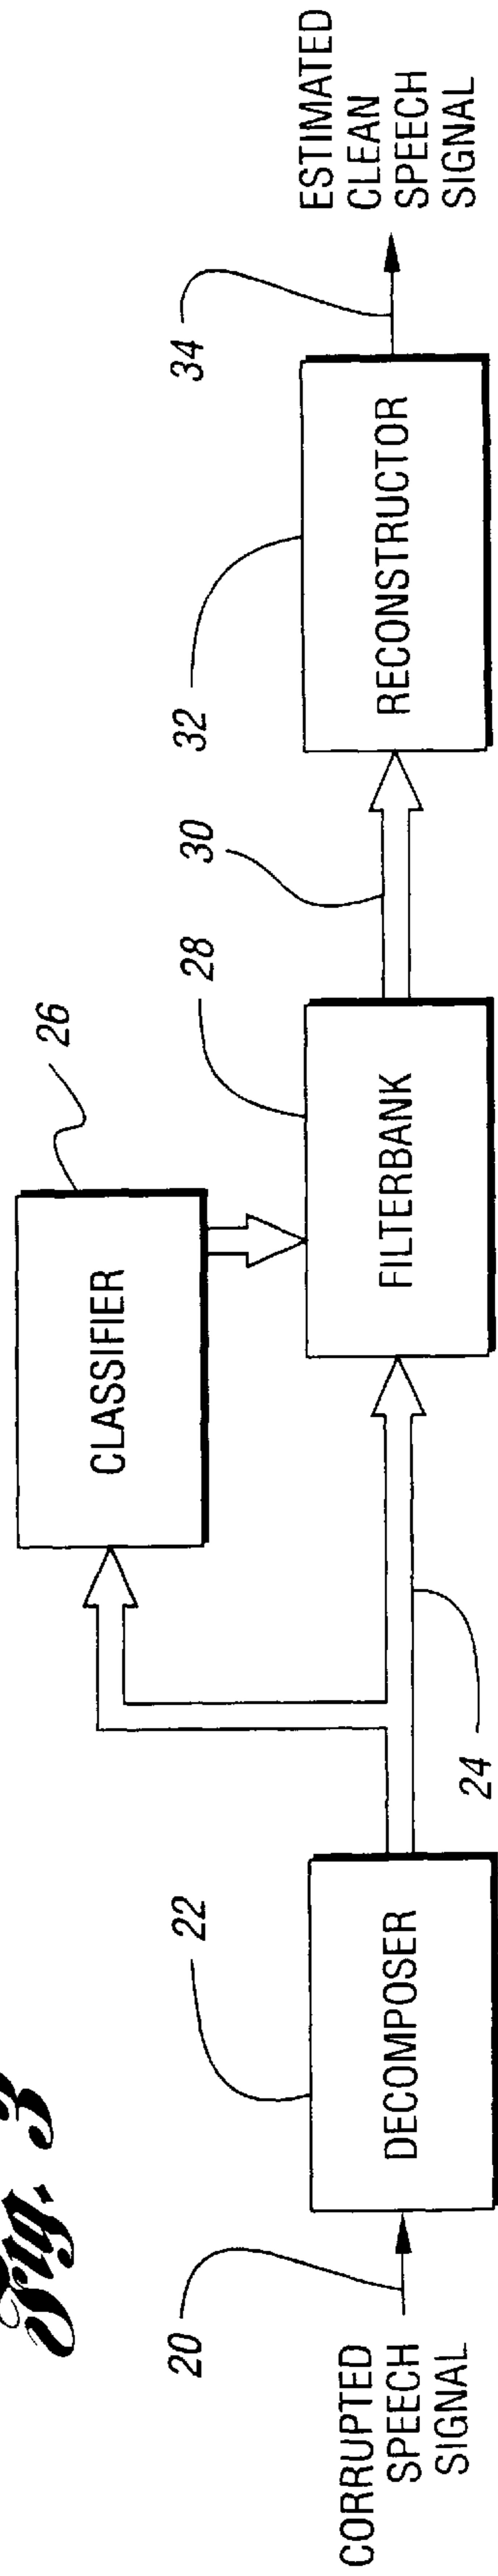 Fig. 3
CORRUPTED
SPEECH
SIGNAL
20
DECOMPOSER
22
24
CLASSIFIER
26
FILTERBANK
28
30
RECONSTRUCTOR
32
34
ESTIMATED
CLEAN
SPEECH
SIGNAL